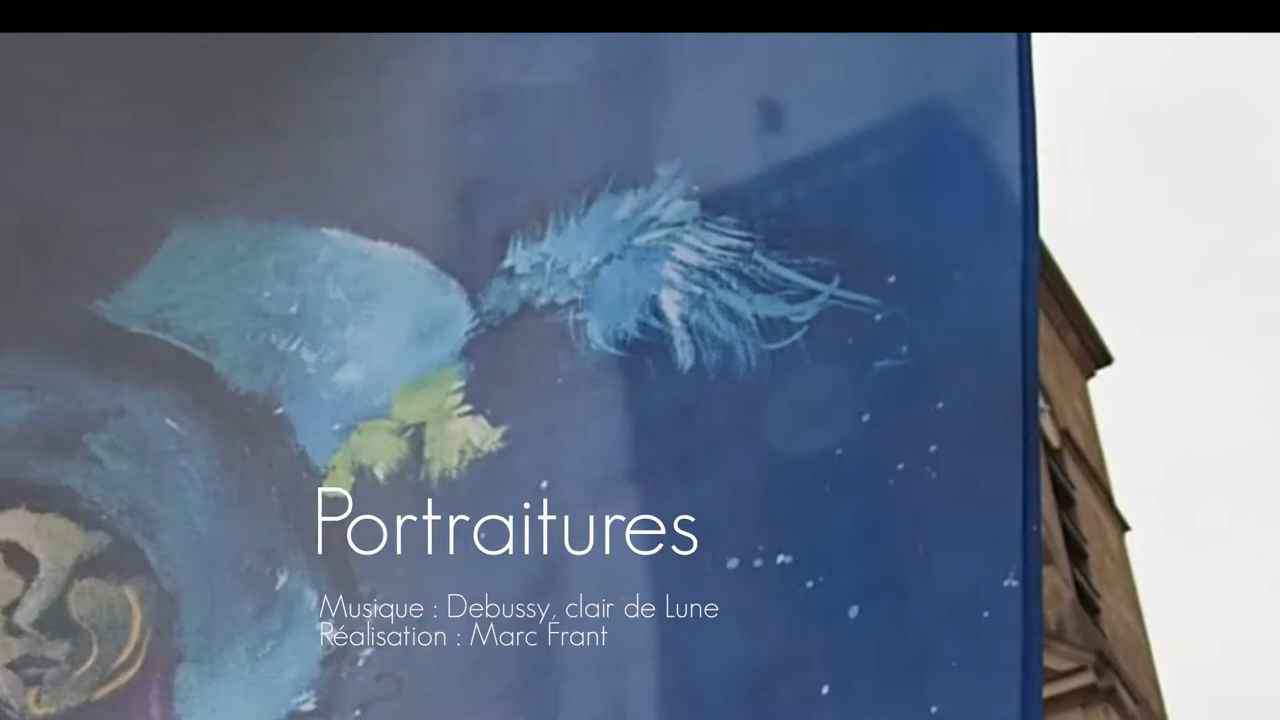 Portraitures
Musique : Debussy, clair de Lune
Réalisation : Marc Frant